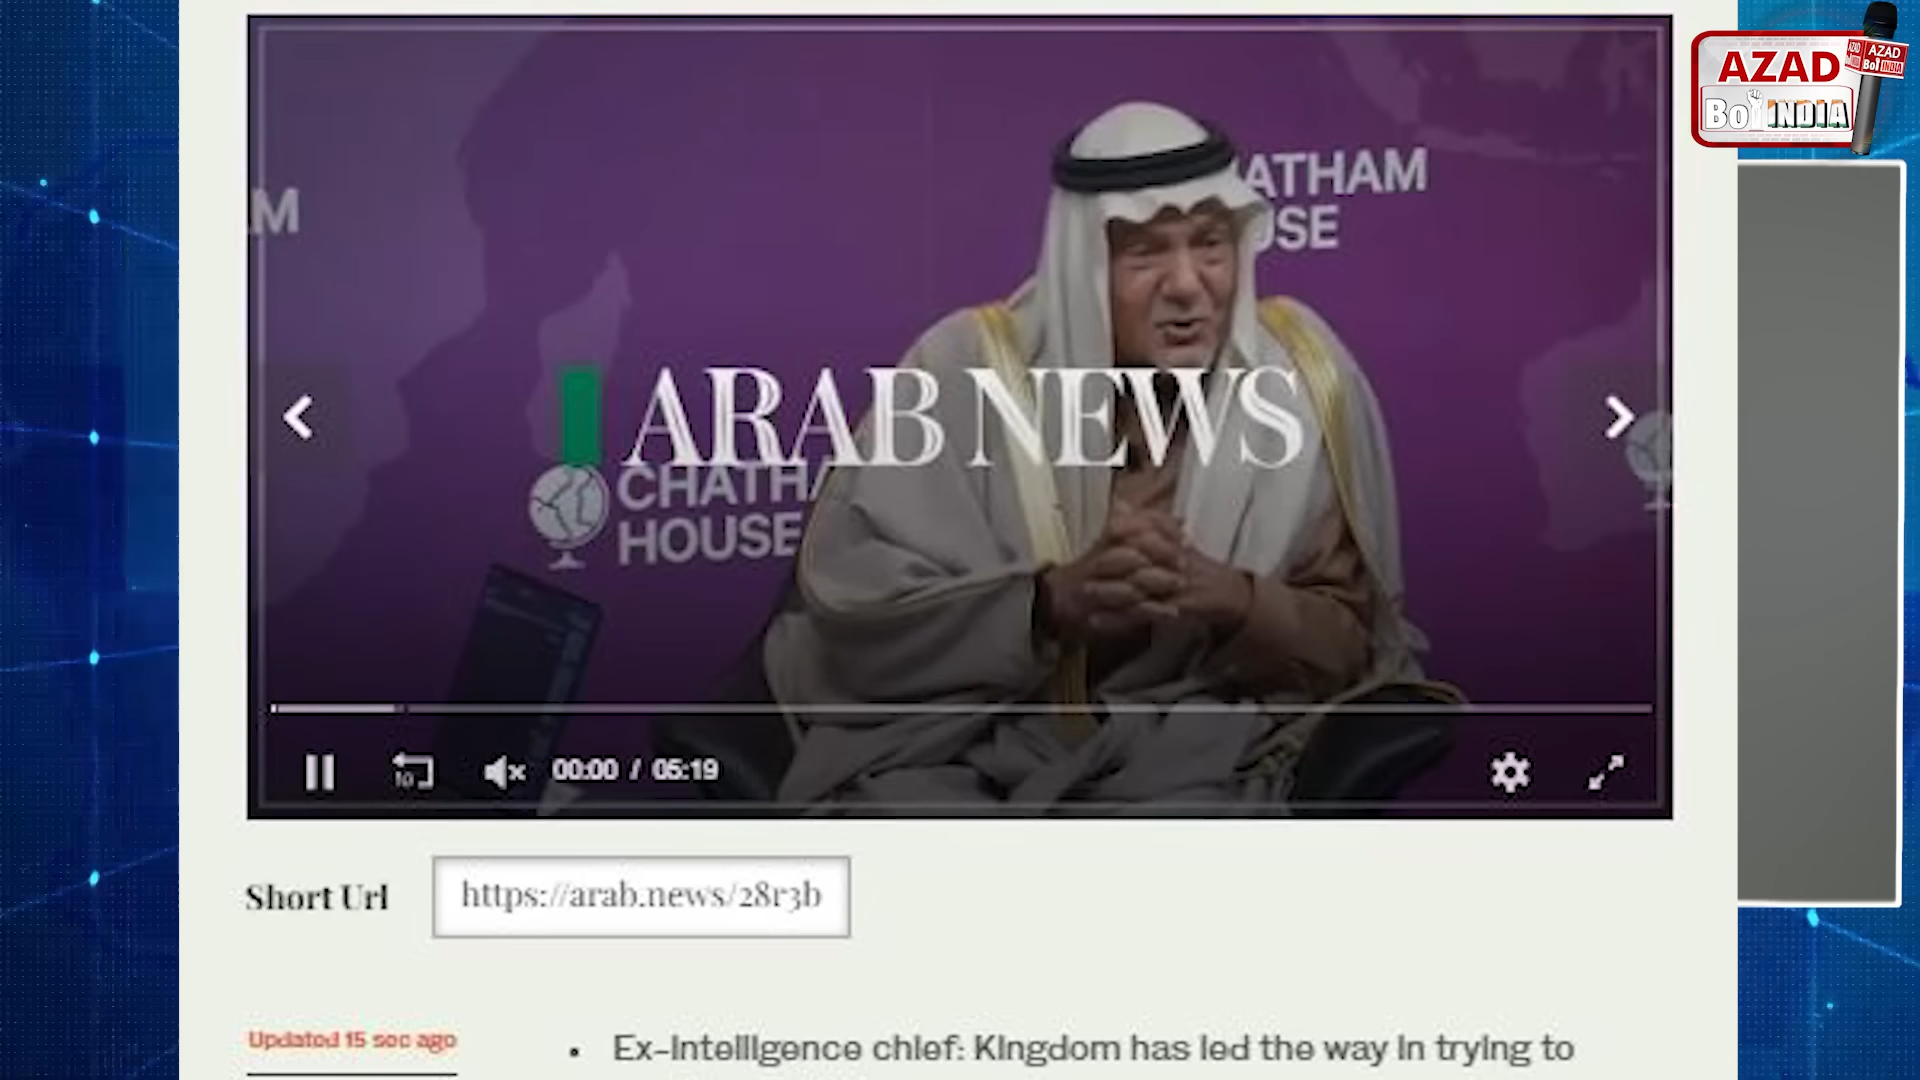 AZAD
Bol INDIA
AZAD
AZAD
Bol INDIA
ATHAM
USE
M
ARAB NEWS
CHATHA
HOUSE
10
00:00 / 05:19
Short Url
https://arab.news/28r3b
Updated 15 sec ago
• Ex-intelligence chief: Kingdom has led the way in trying to